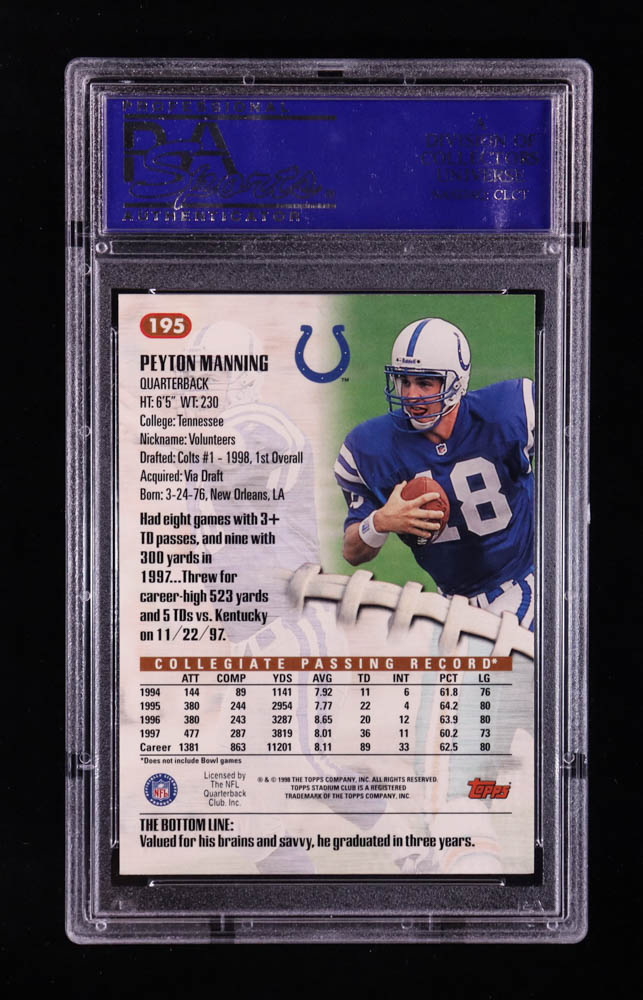 PROFESSIONAL
PSA
Sports
AUTHENTICATOR
A
DIVISION OF
COLLECTORS
UNIVERSE
NASDAQ: CLCT
195
PEYTON MANNING
QUARTERBACK
HT: 6'5" WT: 230
College: Tennessee
Nickname: Volunteers
Drafted: Colts #1 - 1998, 1st Overall
Acquired: Via Draft
Born: 3-24-76, New Orleans, LA
Had eight games with 3+
TD passes, and nine with
300 yards in
1997...Threw for
career-high 523 yards
and 5 TDs vs. Kentucky
on 11/22/97.
TM
Riddell
18
COLLEGIATE PASSING RECORD*
ATT COMP YDS AVG TD INT PCT LG
1994 144 89 1141 7.92 11 6 61.8 76
1995 380 244 2954 7.77 22 4 64.2 80
1996 380 243 3287 8.65 20 12 63.9 80
1997 477 287 3819 8.01 36 11 60.2 73
Career 1381 863 11201 8.11 89 33 62.5 80
*Does not include Bowl games
NFL
Licensed by
The NFL
Quarterback
Club, Inc.
® & © 1998 THE TOPPS COMPANY, INC. ALL RIGHTS RESERVED.
TOPPS STADIUM CLUB IS A REGISTERED
TRADEMARK OF THE TOPPS COMPANY, INC.
topps
THE BOTTOM LINE:
Valued for his brains and savvy, he graduated in three years.